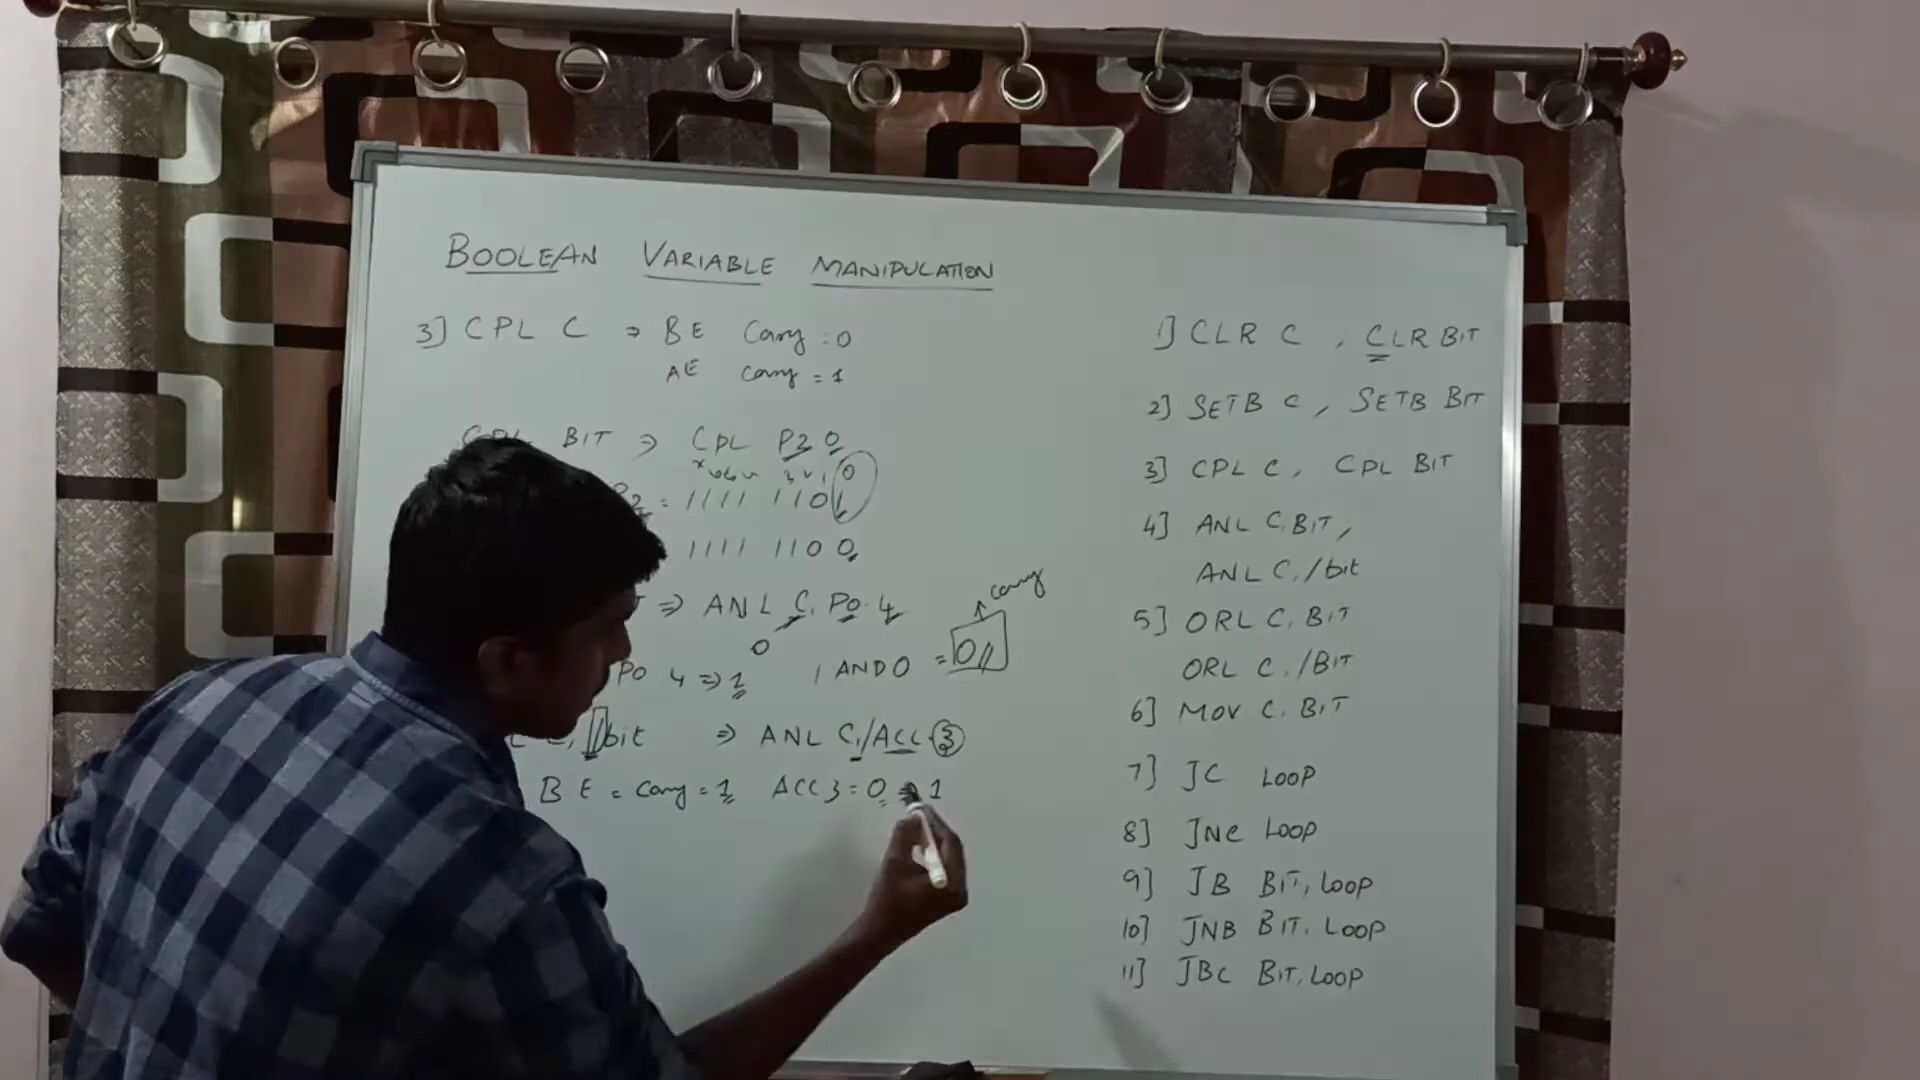 BOOLEAN VARIABLE MANIPULATION
3] CPL C ⇒ BE Carry = 0
AE Carry = 1
CPL BIT ⇒ CPL P2 0
P2 = 1111 1101
1111 1100
⇒ ANL C, P0.4
carry
0
P0 4 ⇒ 1 1 AND 0 = 0
C, /bit ⇒ ANL C,/ACC 3
BE = Carry = 1 ACC 3 = 0 ⇒ 1
1] CLR C, CLR BIT
2] SETB C, SETB BIT
3] CPL C, CPL BIT
4] ANL C, BIT,
ANL C, /bit
5] ORL C, BIT
ORL C, /BIT
6] MOV C, BIT
7] JC LOOP
8] JNC LOOP
9] JB BIT, LOOP
10] JNB BIT, LOOP
11] JBC BIT, LOOP